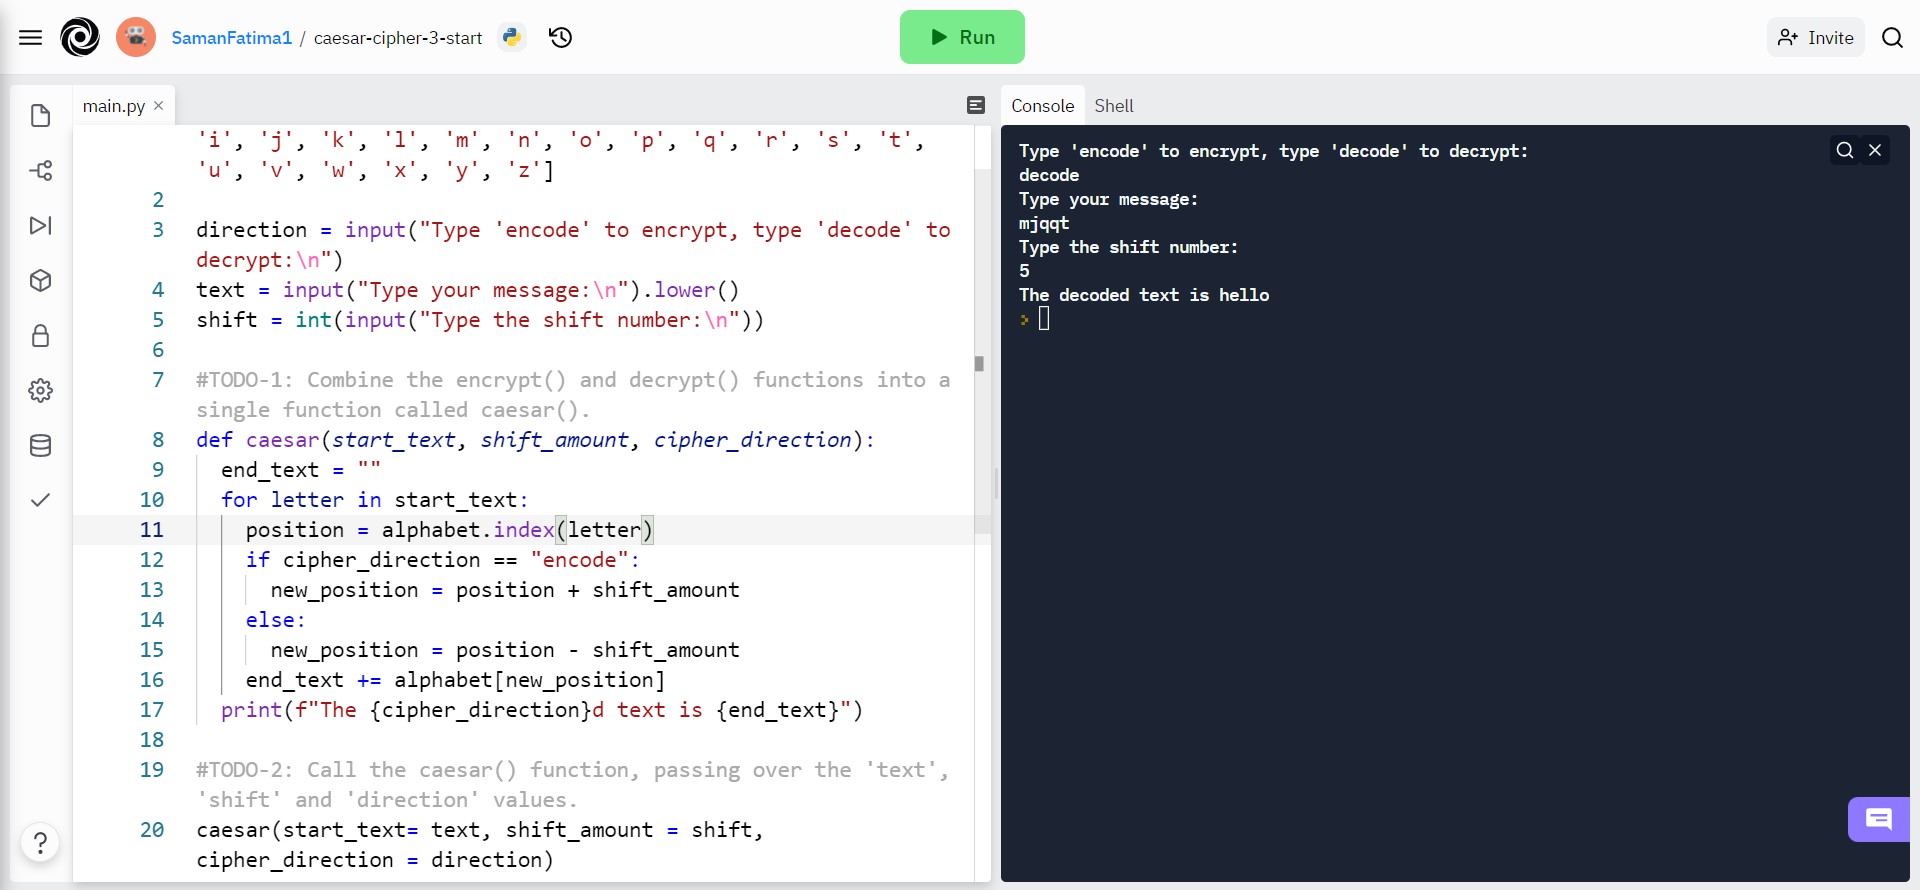 SamanFatima1 / caesar-cipher-3-start
Run
Invite
main.py
'i', 'j', 'k', 'l', 'm', 'n', 'o', 'p', 'q', 'r', 's', 't',
'u', 'v', 'w', 'x', 'y', 'z']
2
3 direction = input("Type 'encode' to encrypt, type 'decode' to
decrypt:\n")
4 text = input("Type your message:\n").lower()
5 shift = int(input("Type the shift number:\n"))
6
7 #TODO-1: Combine the encrypt() and decrypt() functions into a
single function called caesar().
8 def caesar(start_text, shift_amount, cipher_direction):
9 end_text = ""
10 for letter in start_text:
11 position = alphabet.index(letter)
12 if cipher_direction == "encode":
13 new_position = position + shift_amount
14 else:
15 new_position = position - shift_amount
16 end_text += alphabet[new_position]
17 print(f"The {cipher_direction}d text is {end_text}")
18
19 #TODO-2: Call the caesar() function, passing over the 'text',
'shift' and 'direction' values.
20 caesar(start_text= text, shift_amount = shift,
cipher_direction = direction)
Console Shell
Type 'encode' to encrypt, type 'decode' to decrypt:
decode
Type your message:
mjqqt
Type the shift number:
5
The decoded text is hello